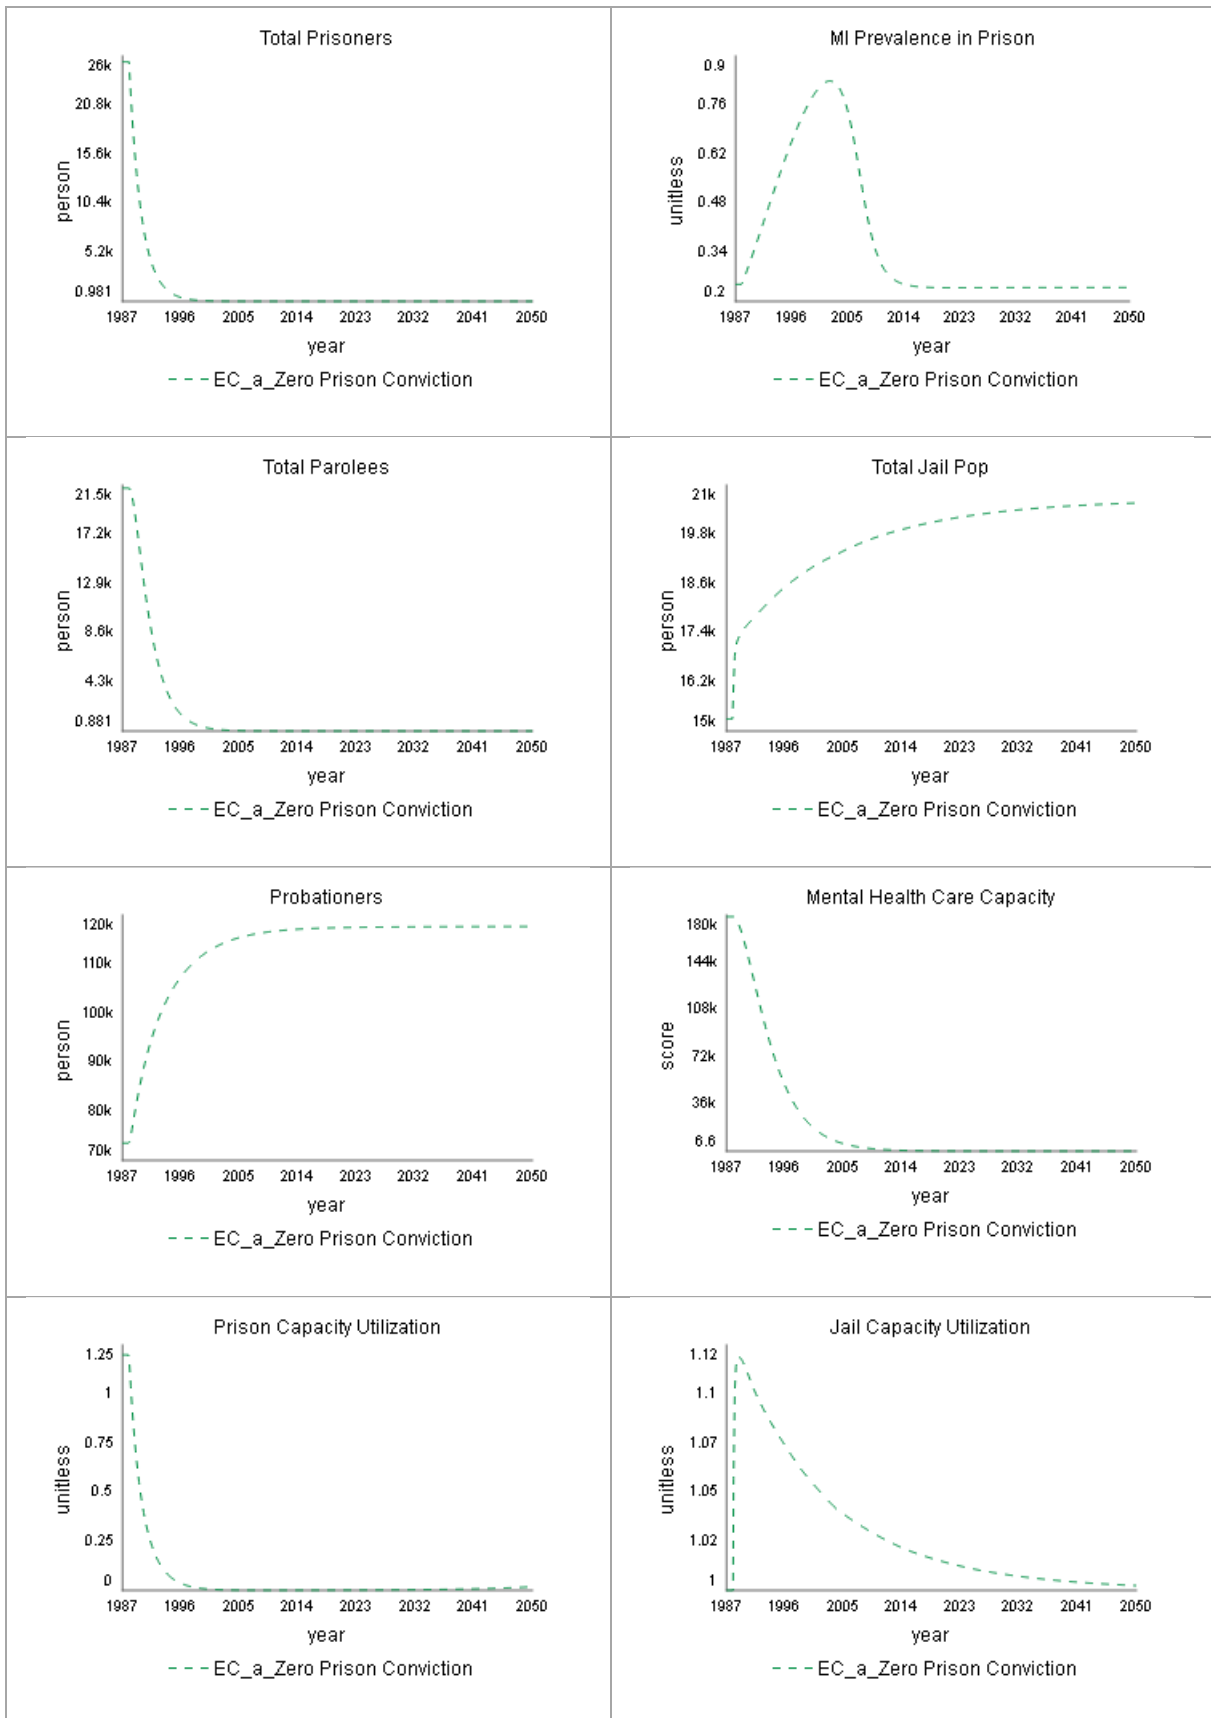 Total Prisoners
26k
20.8k
15.6k
10.4k
5.2k
0.981
person
1987 1996 2005 2014 2023 2032 2041 2050
year
EC_a_Zero Prison Conviction
MI Prevalence in Prison
0.9
0.76
0.62
0.48
0.34
0.2
unitless
1987 1996 2005 2014 2023 2032 2041 2050
year
EC_a_Zero Prison Conviction
Total Parolees
21.5k
17.2k
12.9k
8.6k
4.3k
0.881
person
1987 1996 2005 2014 2023 2032 2041 2050
year
EC_a_Zero Prison Conviction
Total Jail Pop
21k
19.8k
18.6k
17.4k
16.2k
15k
person
1987 1996 2005 2014 2023 2032 2041 2050
year
EC_a_Zero Prison Conviction
Probationers
120k
110k
100k
90k
80k
70k
person
1987 1996 2005 2014 2023 2032 2041 2050
year
EC_a_Zero Prison Conviction
Mental Health Care Capacity
180k
144k
108k
72k
36k
6.6
score
1987 1996 2005 2014 2023 2032 2041 2050
year
EC_a_Zero Prison Conviction
Prison Capacity Utilization
1.25
1
0.75
0.5
0.25
0
unitless
1987 1996 2005 2014 2023 2032 2041 2050
year
EC_a_Zero Prison Conviction
Jail Capacity Utilization
1.12
1.1
1.07
1.05
1.02
1
unitless
1987 1996 2005 2014 2023 2032 2041 2050
year
EC_a_Zero Prison Conviction